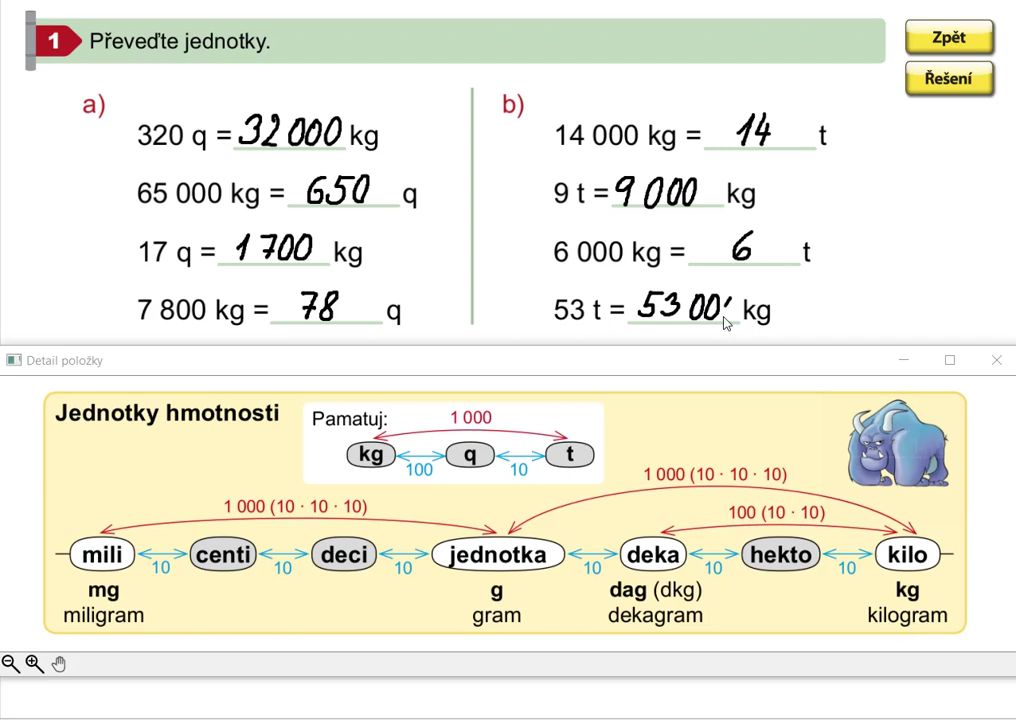 1 Převeďte jednotky.
Zpět
Řešení
a)
320 q = 32 000 kg
65 000 kg = 650 q
17 q = 1 700 kg
7 800 kg = 78 q
b)
14 000 kg = 14 t
9 t = 9 000 kg
6 000 kg = 6 t
53 t = 53 00 kg
Detail položky
Jednotky hmotnosti
Pamatuj:
1 000
kg q t
100 10
1 000 (10 · 10 · 10)
1 000 (10 · 10 · 10)
100 (10 · 10)
mili centi deci jednotka deka hekto kilo
10 10 10 10 10 10
mg g dag (dkg) kg
miligram gram dekagram kilogram